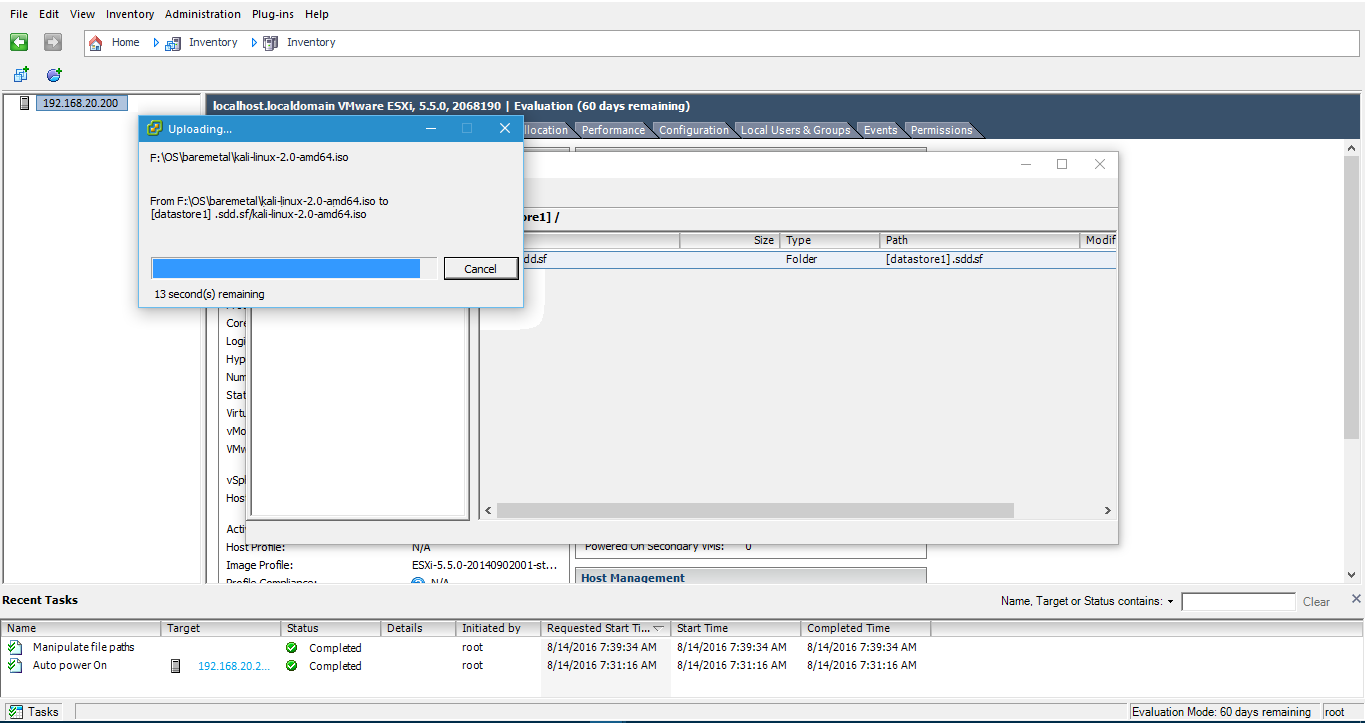 File Edit View Inventory Administration Plug-ins Help
Home Inventory Inventory
192.168.20.200
localhost.localdomain VMware ESXi, 5.5.0, 2068190 | Evaluation (60 days remaining)
llocation Performance Configuration Local Users & Groups Events Permissions
Uploading...
F:\OS\baremetal\kali-linux-2.0-amd64.iso
From F:\OS\baremetal\kali-linux-2.0-amd64.iso to
[datastore1] .sdd.sf/kali-linux-2.0-amd64.iso
Cancel
13 second(s) remaining
ore1] /
Size Type Path Modif
dd.sf Folder [datastore1] .sdd.sf
Core
Logi
Hyp
Num
Stat
Virtu
vMo
VMw
vSp
Hos
Acti
Host Profile: N/A
Image Profile: ESXi-5.5.0-20140902001-st...
Profile Compliance: N/A
Powered On Secondary VMs: 0
Host Management
Recent Tasks
Name, Target or Status contains: Clear
Name Target Status Details Initiated by Requested Start Ti... Start Time Completed Time
Manipulate file paths Completed root 8/14/2016 7:39:34 AM 8/14/2016 7:39:34 AM 8/14/2016 7:39:34 AM
Auto power On 192.168.20.2... Completed root 8/14/2016 7:31:16 AM 8/14/2016 7:31:16 AM 8/14/2016 7:31:16 AM
Tasks Evaluation Mode: 60 days remaining root